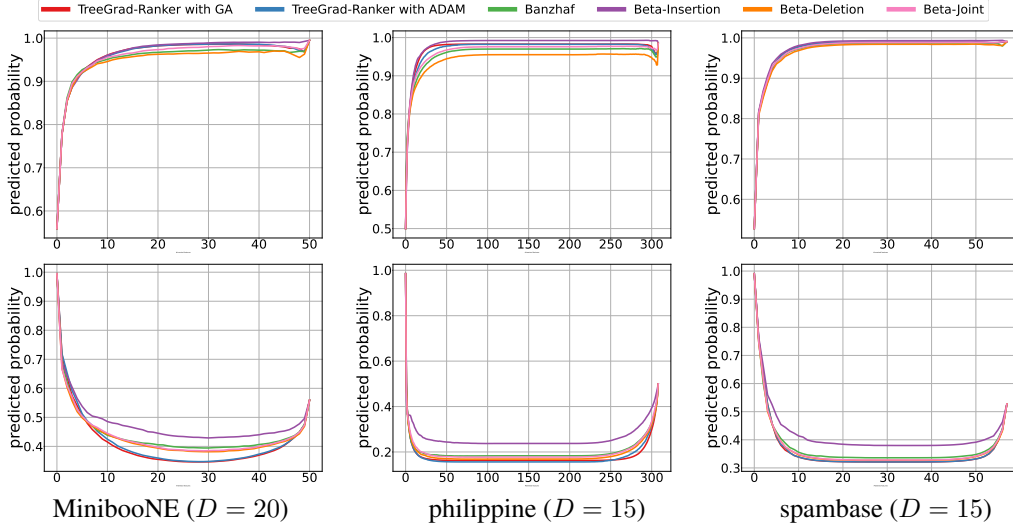 TreeGrad-Ranker with GA TreeGrad-Ranker with ADAM Banzhaf Beta-Insertion Beta-Deletion Beta-Joint
predicted probability
1.0
0.9
0.8
0.7
0.6
0 10 20 30 40 50
predicted probability
1.0
0.9
0.8
0.7
0.6
0.5
0 50 100 150 200 250 300
predicted probability
1.0
0.9
0.8
0.7
0.6
0 10 20 30 40 50
predicted probability
1.0
0.9
0.8
0.7
0.6
0.5
0.4
0 10 20 30 40 50
predicted probability
1.0
0.8
0.6
0.4
0.2
0 50 100 150 200 250 300
predicted probability
1.0
0.9
0.8
0.7
0.6
0.5
0.4
0.3
0 10 20 30 40 50
MinibooNE (D = 20) philippine (D = 15) spambase (D = 15)